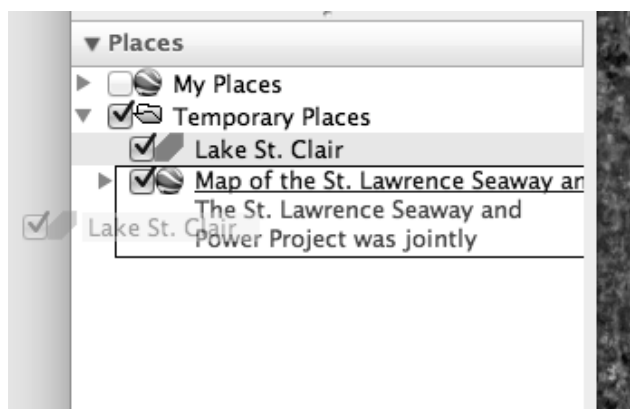 Places
My Places
Temporary Places
Lake St. Clair
Map of the St. Lawrence Seaway an
The St. Lawrence Seaway and
Lake St. Clair
Power Project was jointly